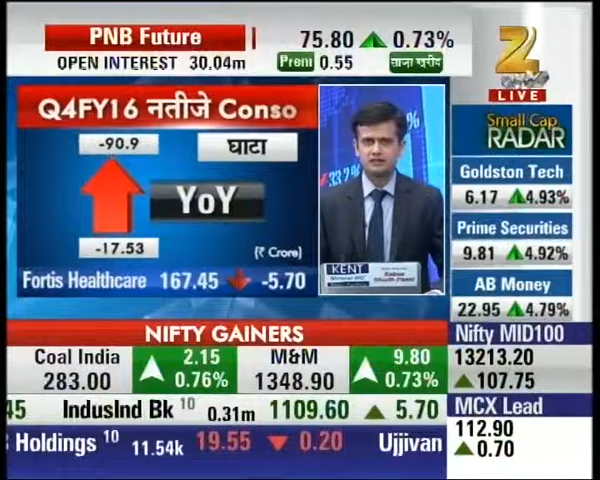 PNB Future
75.80 0.73%
OPEN INTEREST 30.04m
Prem 0.55
ताज़ा खरीद
LIVE
Q4FY16 नतीजे Conso
-90.9
घाटा
YoY
-17.53
(₹ Crore)
Fortis Healthcare 167.45 -5.70
33.2%
KENT
Small Cap
RADAR
Goldston Tech
6.17 4.93%
Prime Securities
9.81 4.92%
AB Money
22.95 4.79%
NIFTY GAINERS
Coal India 2.15
283.00 0.76%
M&M 9.80
1348.90 0.73%
Nifty MID100
13213.20
107.75
45 IndusInd Bk 10 0.31m 1109.60 5.70
MCX Lead
112.90
0.70
Holdings 10 11.54k 19.55 0.20 Ujjivan